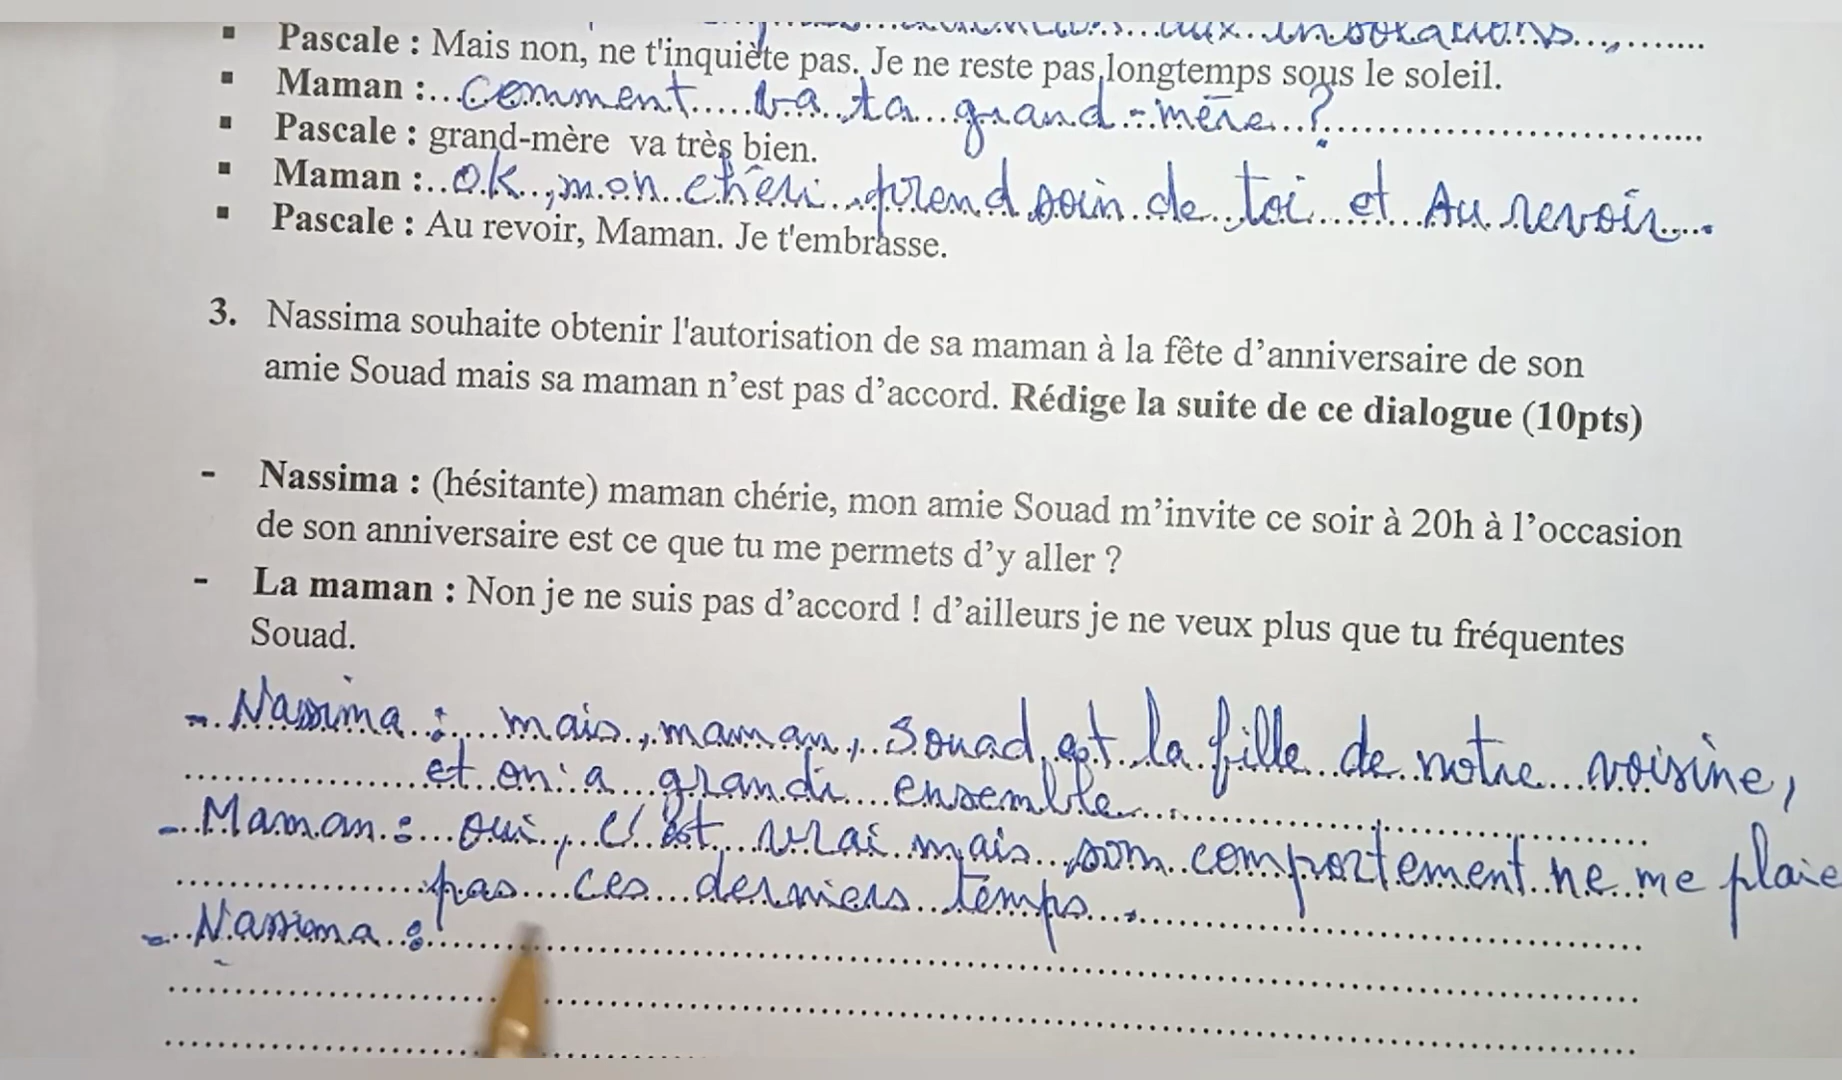 aux insolations,
▪ Pascale : Mais non, ne t'inquiète pas. Je ne reste pas longtemps sous le soleil.
▪ Maman : comment va ta grand-mère ?
▪ Pascale : grand-mère va très bien.
▪ Maman : OK, mon chéri prend soin de toi et Au revoir
▪ Pascale : Au revoir, Maman. Je t'embrasse.
3. Nassima souhaite obtenir l'autorisation de sa maman à la fête d’anniversaire de son
amie Souad mais sa maman n’est pas d’accord. Rédige la suite de ce dialogue (10pts)
- Nassima : (hésitante) maman chérie, mon amie Souad m’invite ce soir à 20h à l’occasion
de son anniversaire est ce que tu me permets d’y aller ?
- La maman : Non je ne suis pas d’accord ! d’ailleurs je ne veux plus que tu fréquentes
Souad.
- Nassima : mais, maman, Souad est la fille de notre voisine,
et on a grandi ensemble
- Maman : oui, c'est vrai mais son comportement ne me plaie
pas ces derniers temps.
- Nassima :